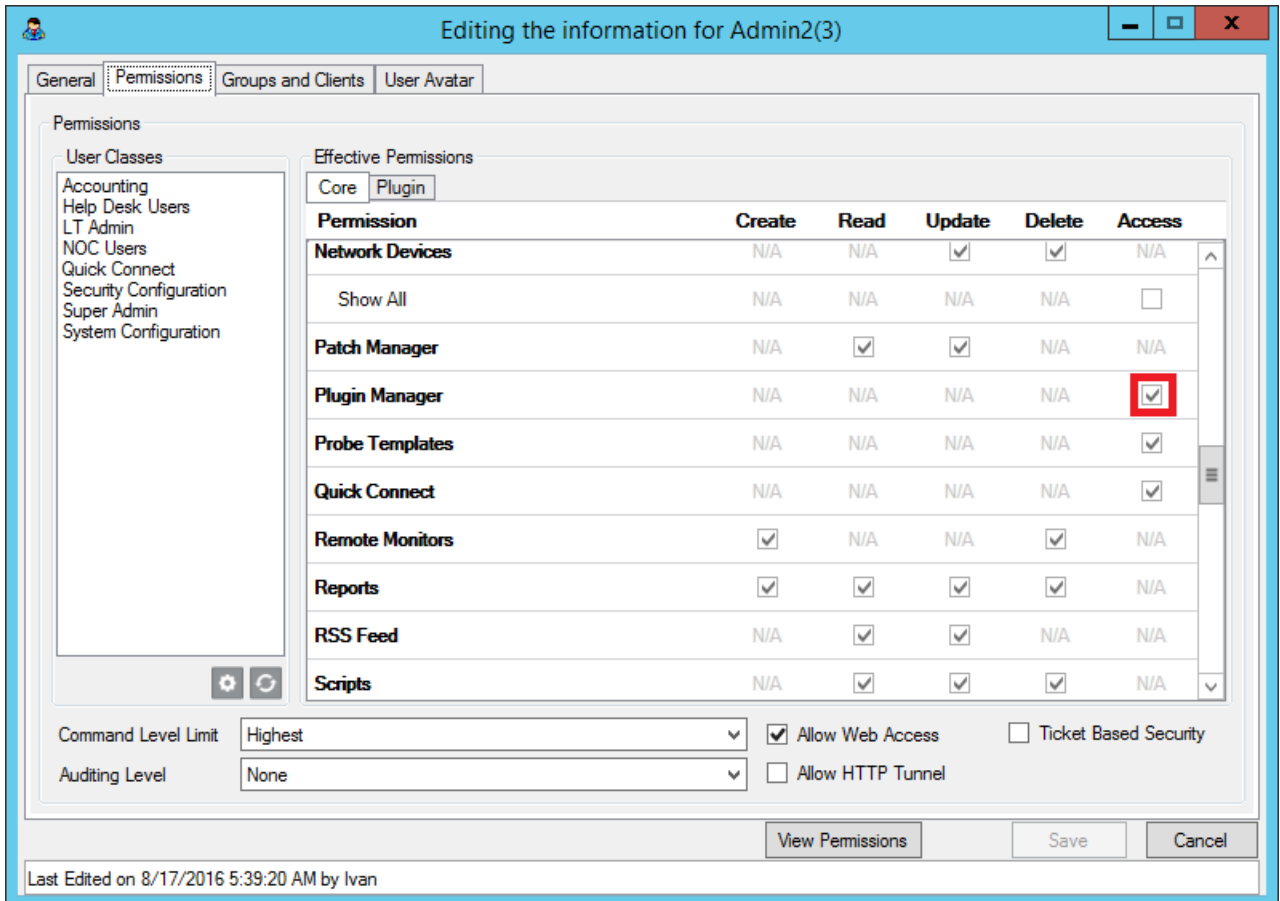 Editing the information for Admin2(3)
General Permissions Groups and Clients User Avatar
Permissions
User Classes
Accounting
Help Desk Users
LT Admin
NOC Users
Quick Connect
Security Configuration
Super Admin
System Configuration
Effective Permissions
Core Plugin
Permission Create Read Update Delete Access
Network Devices N/A N/A N/A
Show All N/A N/A N/A N/A
Patch Manager N/A N/A N/A
Plugin Manager N/A N/A N/A N/A
Probe Templates N/A N/A N/A N/A
Quick Connect N/A N/A N/A N/A
Remote Monitors N/A N/A N/A
Reports N/A
RSS Feed N/A N/A N/A
Scripts N/A N/A
Command Level Limit Highest Allow Web Access Ticket Based Security
Auditing Level None Allow HTTP Tunnel
View Permissions Save Cancel
Last Edited on 8/17/2016 5:39:20 AM by Ivan